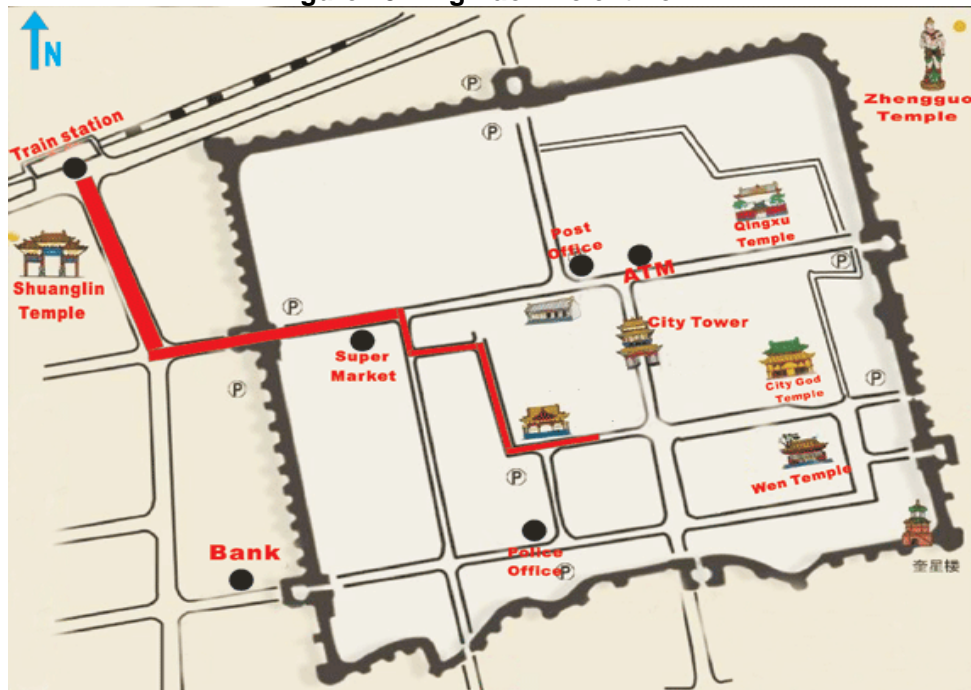 N
Zhengguo
Temple
Train station
P
P
Qingxu
Temple
Post
Office
ATM
P
Shuanglin
Temple
P
City Tower
Super
Market
City God
Temple
P
P
Wen Temple
P
Police
Office
P
Bank
奎星楼